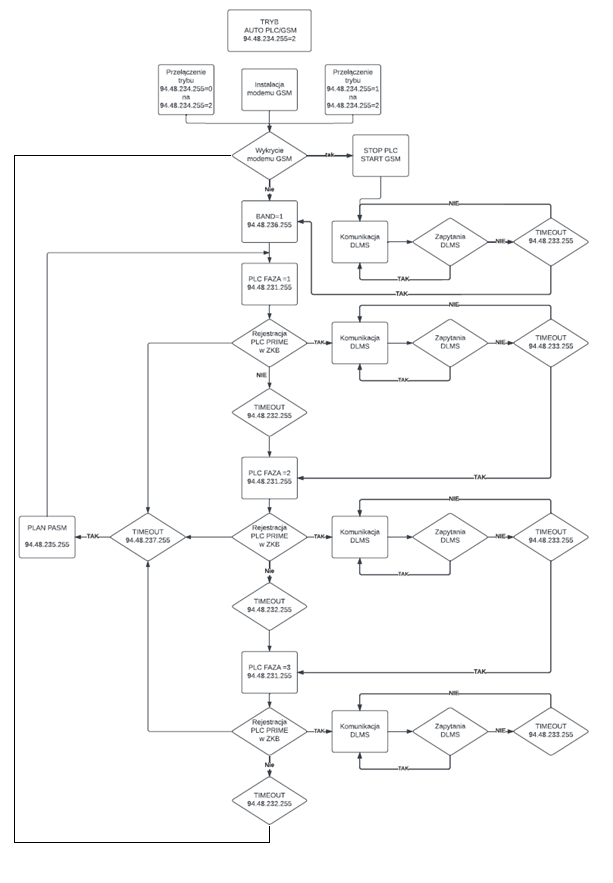 TRYB
AUTO PLC/GSM
94.48.234.255=2
Przełączenie
trybu
94.48.234.255=0
na
94.48.234.255=2
Instalacja
modemu GSM
Przełączenie
trybu
94.48.234.255=1
na
94.48.234.255=2
Wykrycie
modemu GSM
tak
STOP PLC
START GSM
Nie
BAND=1
94.48.236.255
NIE
Komunikacja
DLMS
Zapytania
DLMS
NIE
TIMEOUT
94.48.233.255
TAK
TAK
PLC FAZA =1
94.48.231.255
NIE
Rejestracja
PLC PRIME
w ZKB
TAK
Komunikacja
DLMS
Zapytania
DLMS
NIE
TIMEOUT
94.48.233.255
TAK
NIE
TIMEOUT
94.48.232.255
PLC FAZA =2
94.48.231.255
TAK
NIE
PLAN PASM
94.48.235.255
TAK
TIMEOUT
94.48.237.255
Rejestracja
PLC PRIME
w ZKB
TAK
Komunikacja
DLMS
Zapytania
DLMS
NIE
TIMEOUT
94.48.233.255
TAK
Nie
TIMEOUT
94.48.232.255
PLC FAZA =3
94.48.231.255
TAK
NIE
Rejestracja
PLC PRIME
w ZKB
TAK
Komunikacja
DLMS
Zapytania
DLMS
NIE
TIMEOUT
94.48.233.255
TAK
Nie
TIMEOUT
94.48.232.255